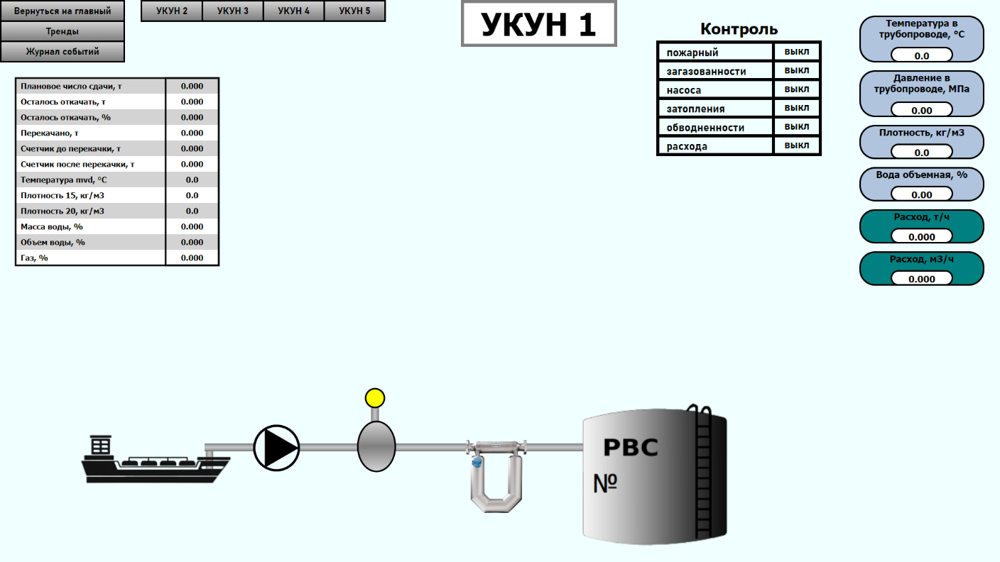 Вернуться на главный
Тренды
Журнал событий
УКУН 2 УКУН 3 УКУН 4 УКУН 5
УКУН 1
Плановое число сдачи, т 0.000
Осталось откачать, т 0.000
Осталось откачать, % 0.000
Перекачано, т 0.000
Счетчик до перекачки, т 0.000
Счетчик после перекачки, т 0.000
Температура mvd, °C 0.0
Плотность 15, кг/м3 0.0
Плотность 20, кг/м3 0.0
Масса воды, % 0.000
Объем воды, % 0.000
Газ, % 0.000
Контроль
пожарный выкл
загазованности выкл
насоса выкл
затопления выкл
обводненности выкл
расхода выкл
Температура в
трубопроводе, °C
0.0
Давление в
трубопроводе, МПа
0.00
Плотность, кг/м3
0.0
Вода объемная, %
0.00
Расход, т/ч
0.000
Расход, м3/ч
0.000
РВС
№